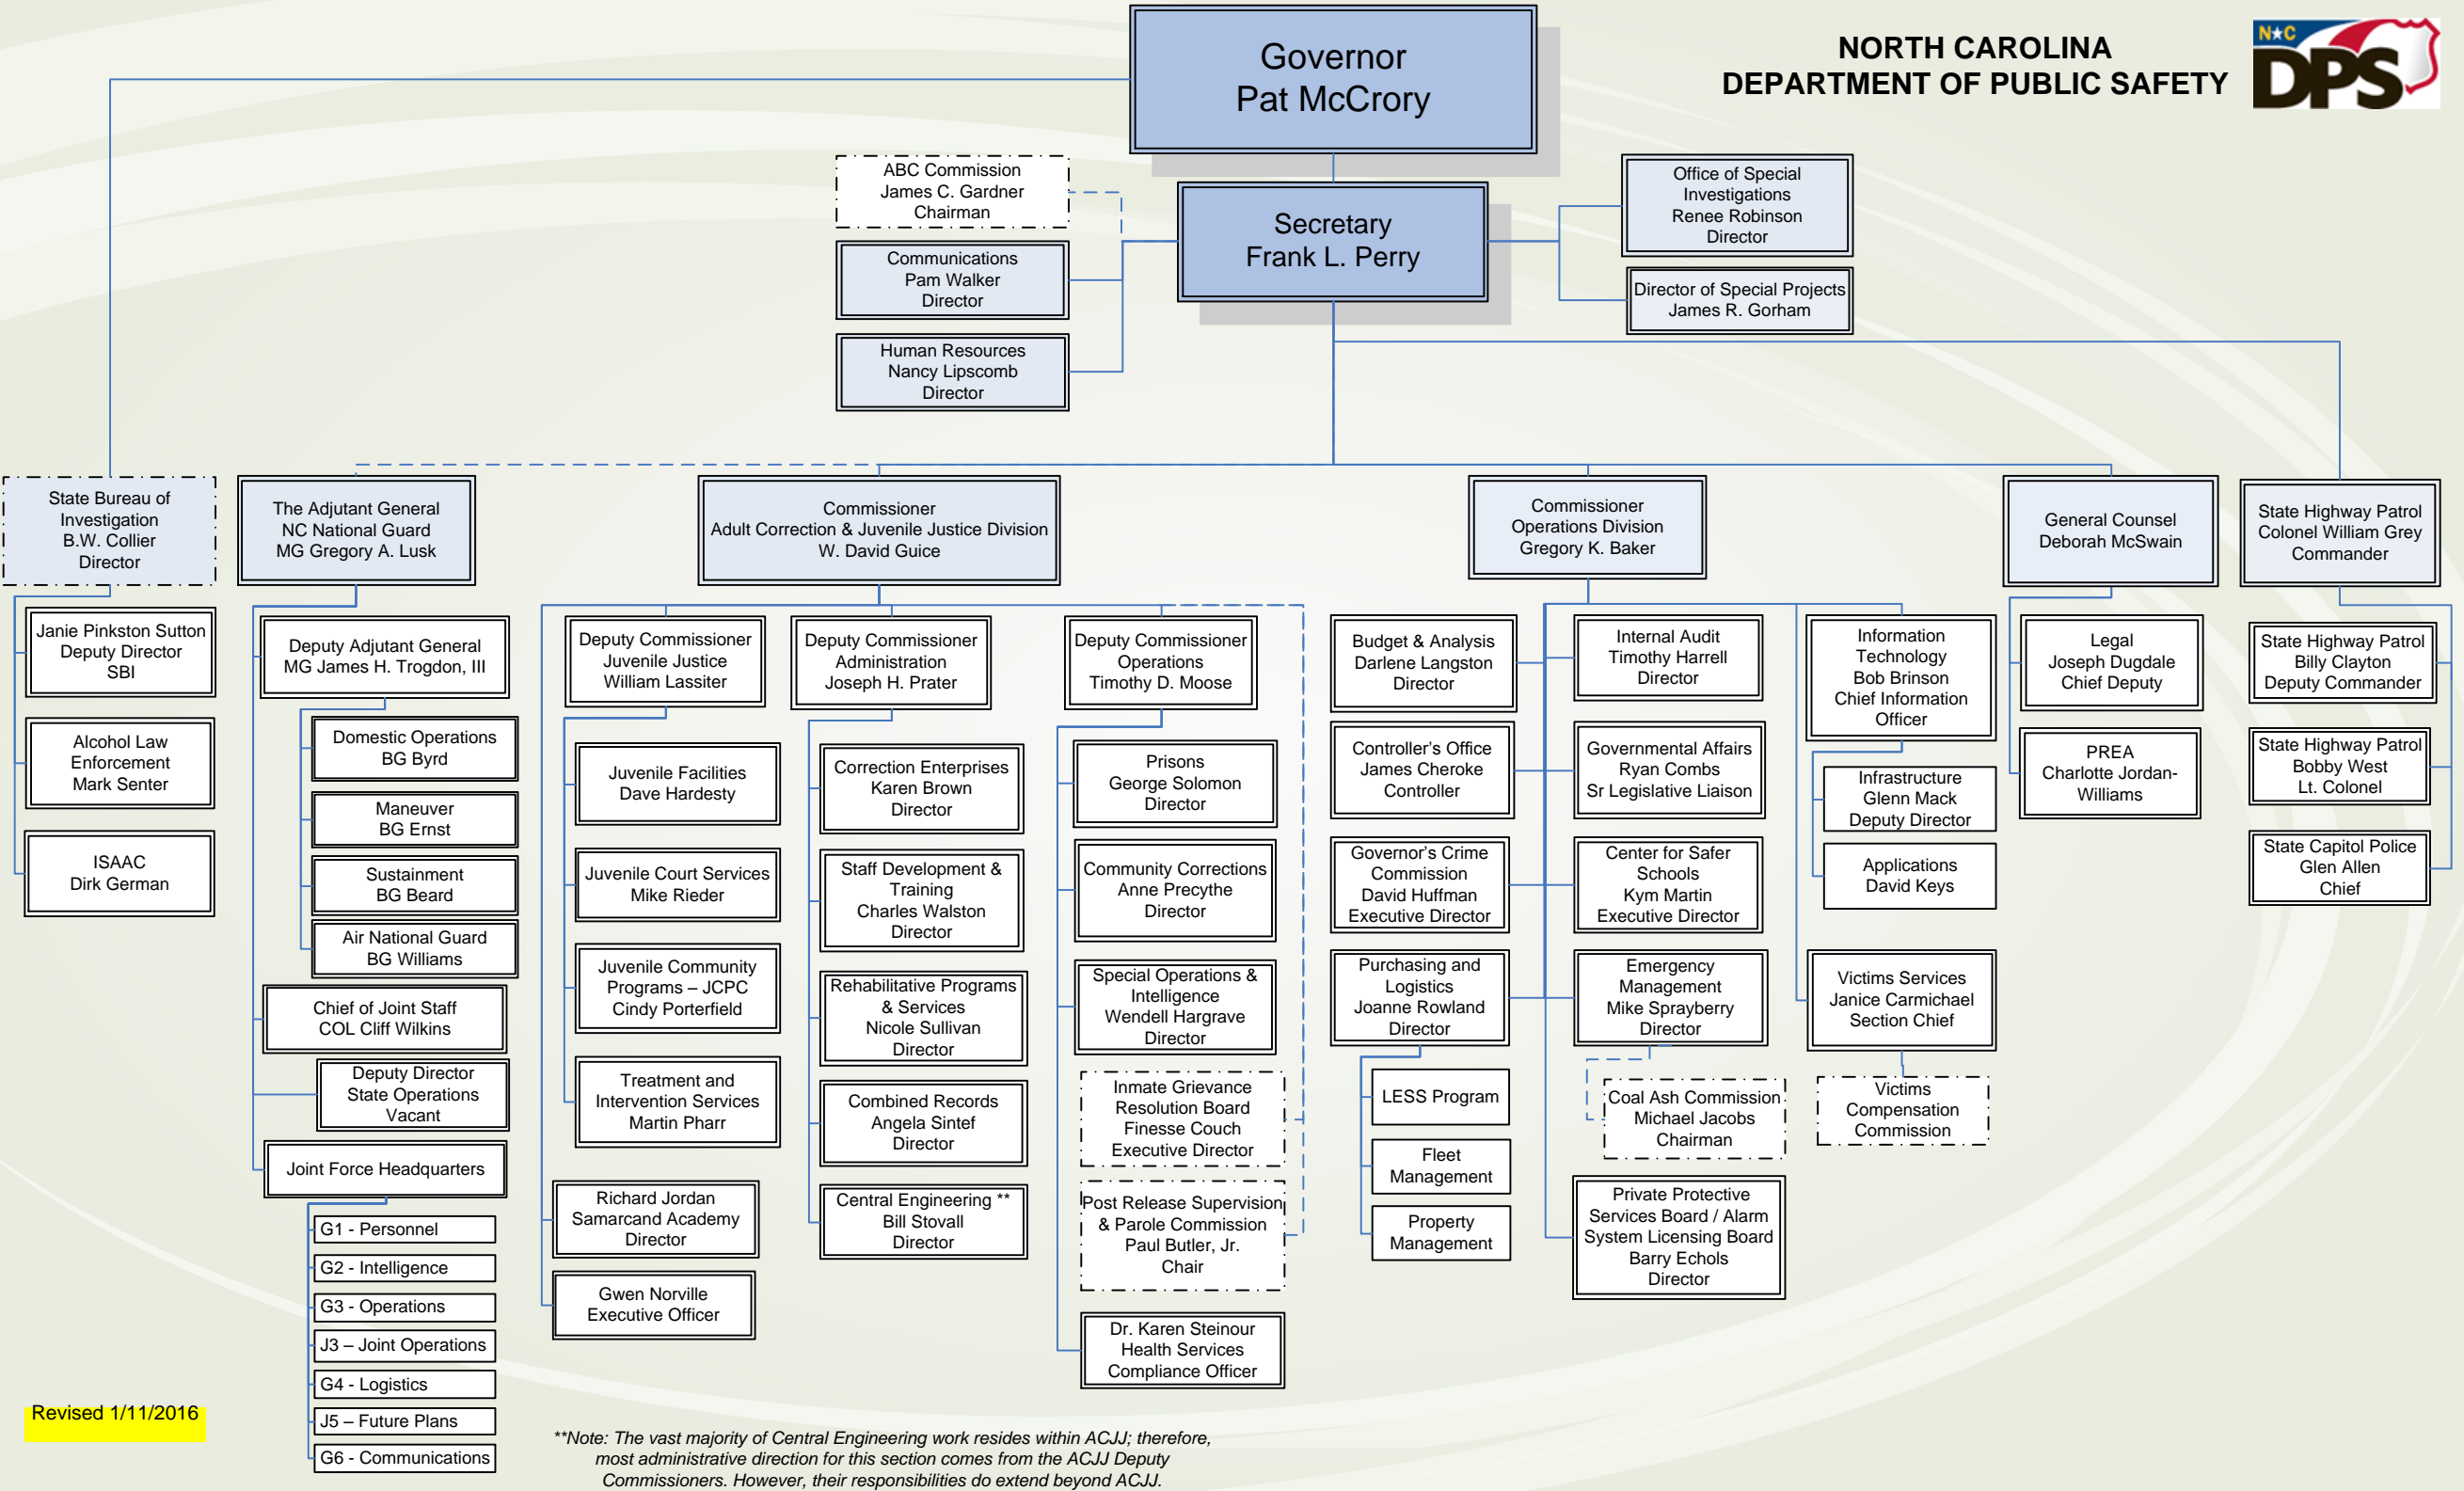 Governor
Pat McCrory
NORTH CAROLINA
DEPARTMENT OF PUBLIC SAFETY
N★C
DPS
ABC Commission
James C. Gardner
Chairman
Communications
Pam Walker
Director
Human Resources
Nancy Lipscomb
Director
Secretary
Frank L. Perry
Office of Special
Investigations
Renee Robinson
Director
Director of Special Projects
James R. Gorham
State Bureau of
Investigation
B.W. Collier
Director
Janie Pinkston Sutton
Deputy Director
SBI
Alcohol Law
Enforcement
Mark Senter
ISAAC
Dirk German
The Adjutant General
NC National Guard
MG Gregory A. Lusk
Deputy Adjutant General
MG James H. Trogdon, III
Domestic Operations
BG Byrd
Maneuver
BG Ernst
Sustainment
BG Beard
Air National Guard
BG Williams
Chief of Joint Staff
COL Cliff Wilkins
Deputy Director
State Operations
Vacant
Joint Force Headquarters
G1 - Personnel
G2 - Intelligence
G3 - Operations
J3 – Joint Operations
G4 - Logistics
J5 – Future Plans
G6 - Communications
Commissioner
Adult Correction & Juvenile Justice Division
W. David Guice
Deputy Commissioner
Juvenile Justice
William Lassiter
Juvenile Facilities
Dave Hardesty
Juvenile Court Services
Mike Rieder
Juvenile Community
Programs – JCPC
Cindy Porterfield
Treatment and
Intervention Services
Martin Pharr
Richard Jordan
Samarcand Academy
Director
Gwen Norville
Executive Officer
Deputy Commissioner
Administration
Joseph H. Prater
Correction Enterprises
Karen Brown
Director
Staff Development &
Training
Charles Walston
Director
Rehabilitative Programs
& Services
Nicole Sullivan
Director
Combined Records
Angela Sintef
Director
Central Engineering **
Bill Stovall
Director
Deputy Commissioner
Operations
Timothy D. Moose
Prisons
George Solomon
Director
Community Corrections
Anne Precythe
Director
Special Operations &
Intelligence
Wendell Hargrave
Director
Inmate Grievance
Resolution Board
Finesse Couch
Executive Director
Post Release Supervision
& Parole Commission
Paul Butler, Jr.
Chair
Dr. Karen Steinour
Health Services
Compliance Officer
Commissioner
Operations Division
Gregory K. Baker
Budget & Analysis
Darlene Langston
Director
Controller's Office
James Cheroke
Controller
Governor's Crime
Commission
David Huffman
Executive Director
Purchasing and
Logistics
Joanne Rowland
Director
LESS Program
Fleet
Management
Property
Management
Internal Audit
Timothy Harrell
Director
Governmental Affairs
Ryan Combs
Sr Legislative Liaison
Center for Safer
Schools
Kym Martin
Executive Director
Emergency
Management
Mike Sprayberry
Director
Coal Ash Commission
Michael Jacobs
Chairman
Private Protective
Services Board / Alarm
System Licensing Board
Barry Echols
Director
Information
Technology
Bob Brinson
Chief Information
Officer
Infrastructure
Glenn Mack
Deputy Director
Applications
David Keys
Victims Services
Janice Carmichael
Section Chief
Victims
Compensation
Commission
General Counsel
Deborah McSwain
Legal
Joseph Dugdale
Chief Deputy
PREA
Charlotte Jordan-
Williams
State Highway Patrol
Colonel William Grey
Commander
State Highway Patrol
Billy Clayton
Deputy Commander
State Highway Patrol
Bobby West
Lt. Colonel
State Capitol Police
Glen Allen
Chief
Revised 1/11/2016
**Note: The vast majority of Central Engineering work resides within ACJJ; therefore,
most administrative direction for this section comes from the ACJJ Deputy
Commissioners. However, their responsibilities do extend beyond ACJJ.